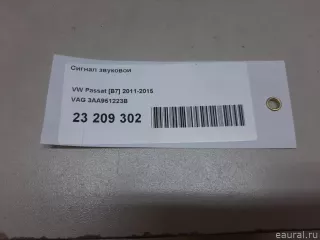 Сигнал звуковой
VW Passat [B7] 2011-2015
VAG 3AA951223B
23 209 302
eaural.ru